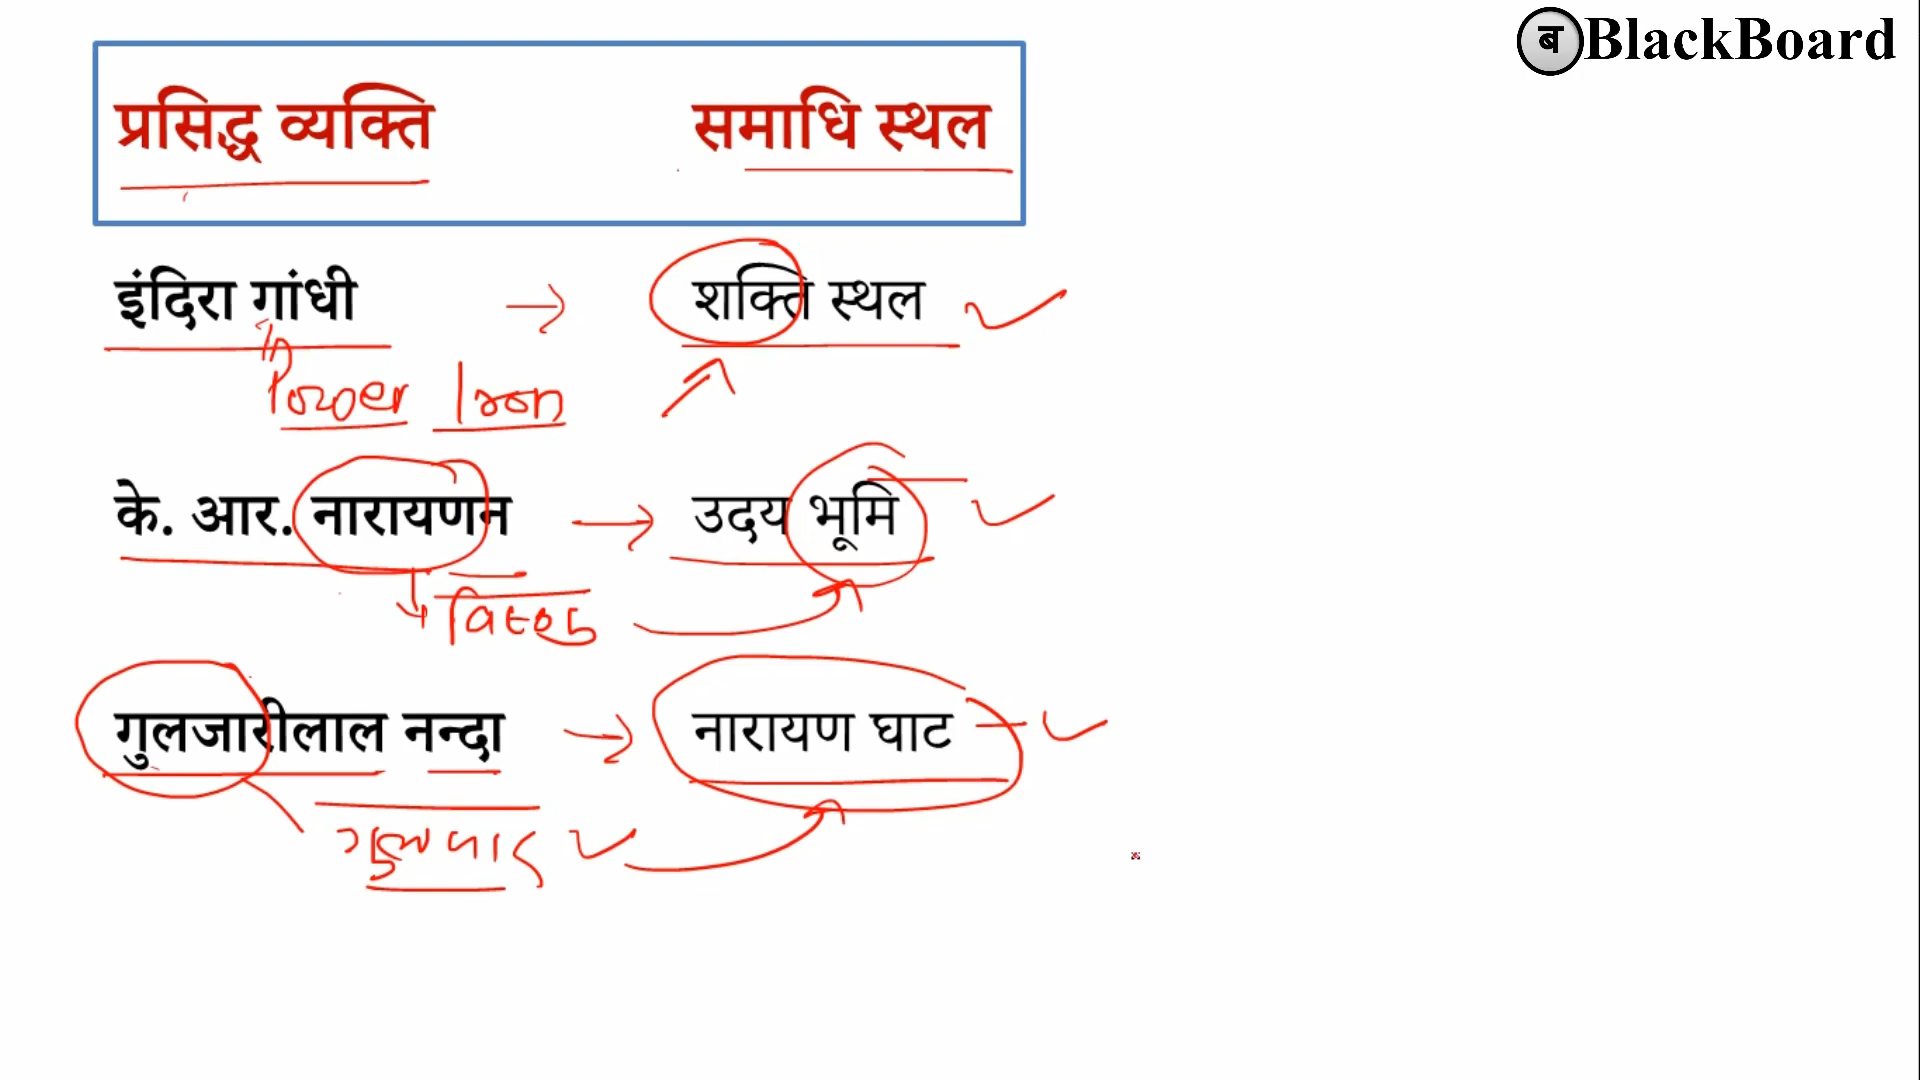 ब BlackBoard
प्रसिद्ध व्यक्ति समाधि स्थल
इंदिरा गांधी शक्ति स्थल
Power Iron
के. आर. नारायणन उदय भूमि
गुलजारीलाल नन्दा नारायण घाट